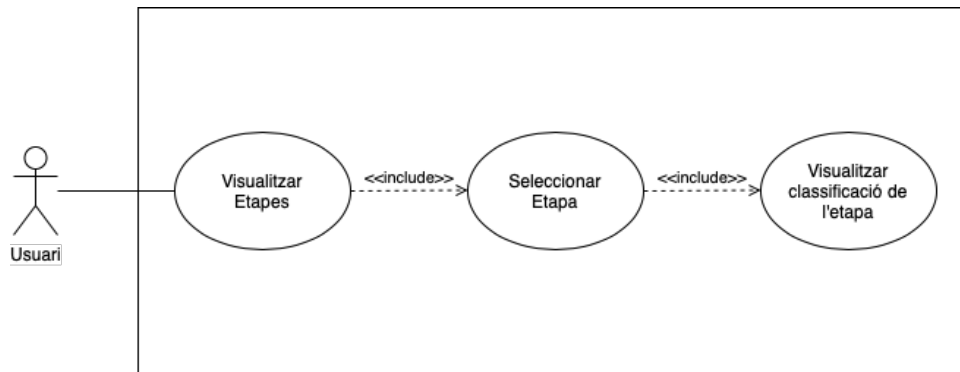 Visualitzar
Etapes
<<include>>
Seleccionar
Etapa
<<include>>
Visualitzar
classificació de
l'etapa
Usuari